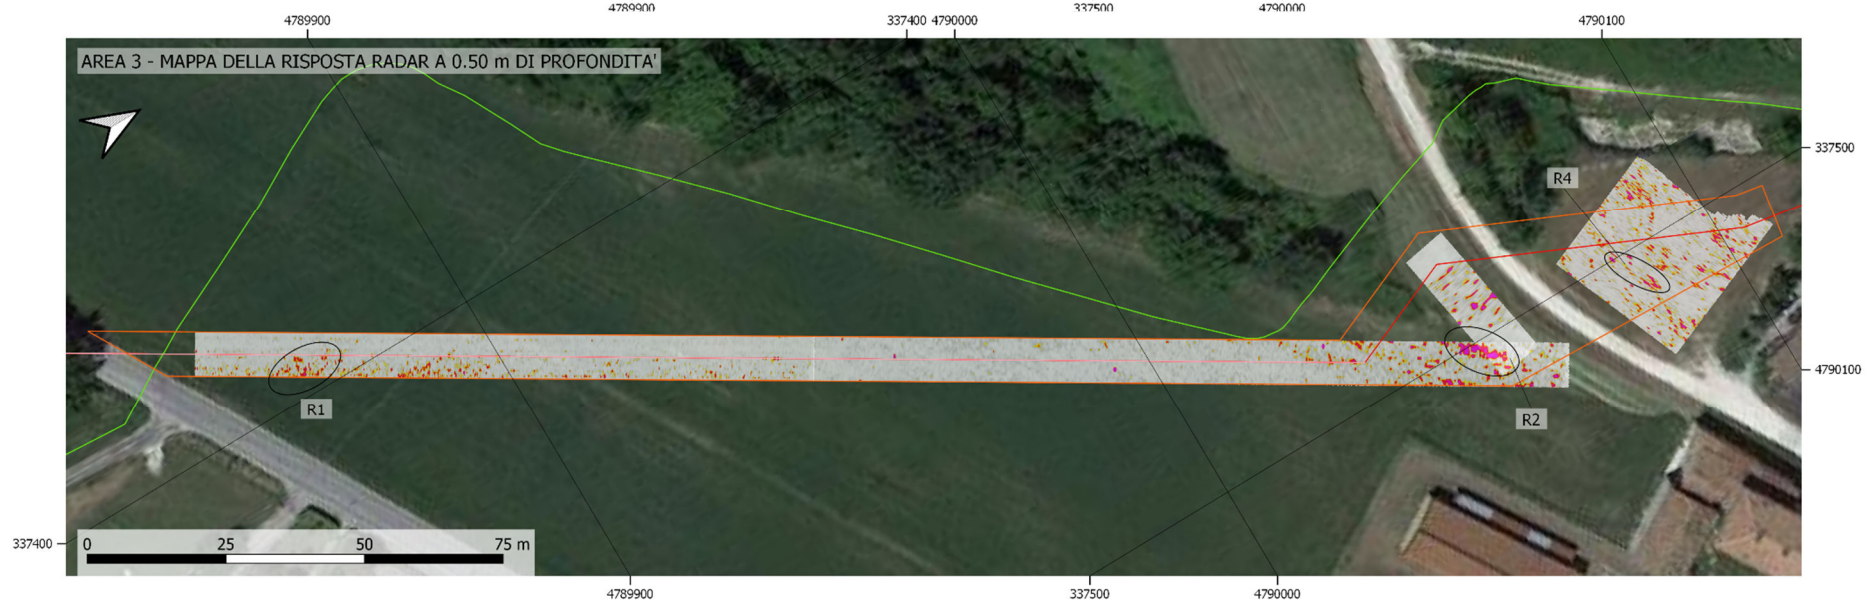 4789900 337500 4790000
4789900 337400 4790000 4790100
AREA 3 - MAPPA DELLA RISPOSTA RADAR A 0.50 m DI PROFONDITA'
337500
R4
4790100
R1
R2
337400
0 25 50 75 m
4789900 337500 4790000